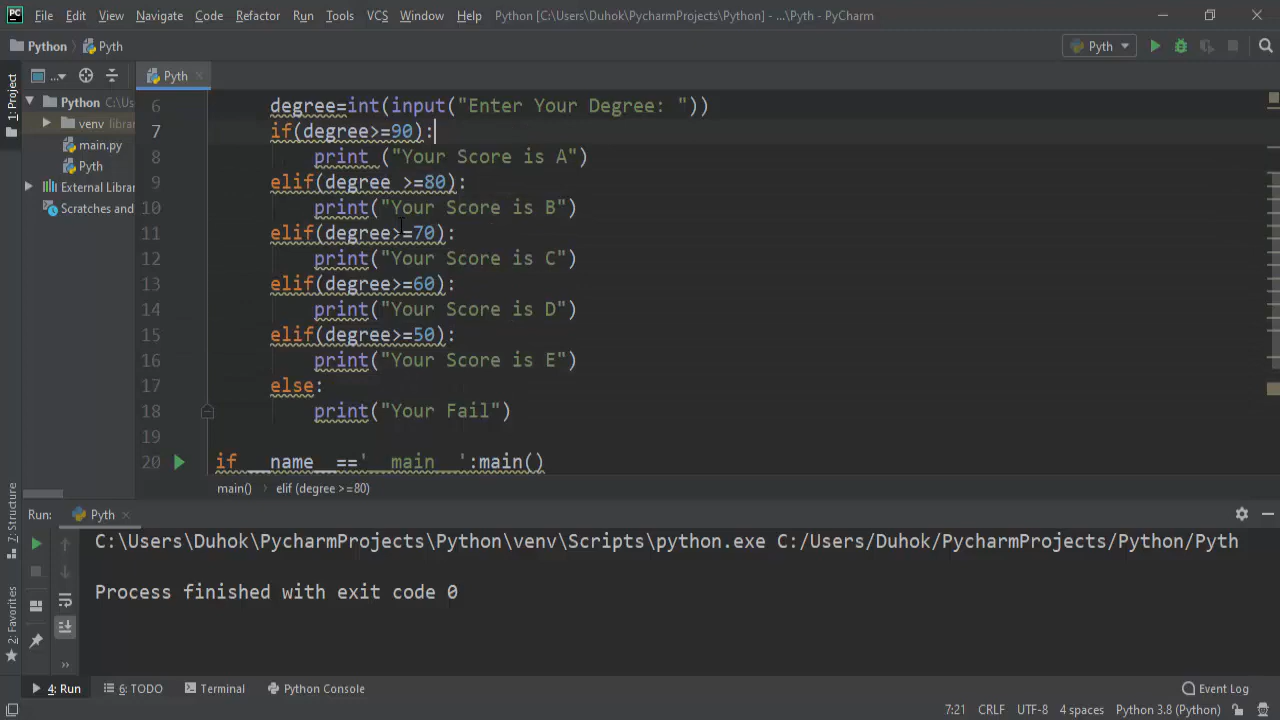 File Edit View Navigate Code Refactor Run Tools VCS Window Help Python [C:\Users\Duhok\PycharmProjects\Python] - ...\Pyth - PyCharm
Python Pyth Pyth
1: Project ... Pyth
Python C:\Us
venv librar
main.py
Pyth
External Librar
Scratches and
6 degree=int(input("Enter Your Degree: "))
7 if(degree>=90):
8 print ("Your Score is A")
9 elif(degree >=80):
10 print("Your Score is B")
11 elif(degree>=70):
12 print("Your Score is C")
13 elif(degree>=60):
14 print("Your Score is D")
15 elif(degree>=50):
16 print("Your Score is E")
17 else:
18 print("Your Fail")
19
20 if __name__=='__main__':main()
main() elif (degree >=80)
Run: Pyth
C:\Users\Duhok\PycharmProjects\Python\venv\Scripts\python.exe C:/Users/Duhok/PycharmProjects/Python/Pyth
Process finished with exit code 0
Z: Structure
2: Favorites
4: Run 6: TODO Terminal Python Console Event Log
7:21 CRLF UTF-8 4 spaces Python 3.8 (Python)